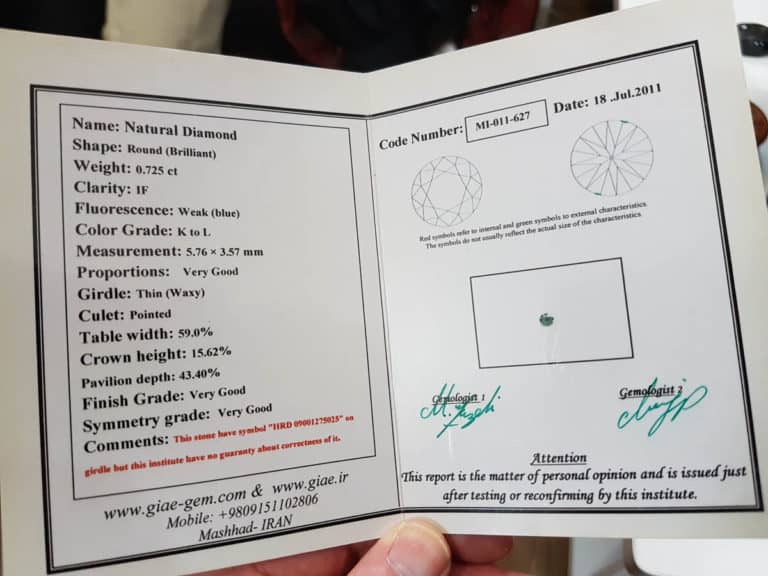 Name: Natural Diamond
Shape: Round (Brilliant)
Weight: 0.725 ct
Clarity: IF
Fluorescence: Weak (blue)
Color Grade: K to L
Measurement: 5.76 × 3.57 mm
Proportions: Very Good
Girdle: Thin (Waxy)
Culet: Pointed
Table width: 59.0%
Crown height: 15.62%
Pavilion depth: 43.40%
Finish Grade: Very Good
Symmetry grade: Very Good
Comments: This stone have symbol "HRD 09001275025" on
girdle but this institute have no guaranty about correctness of it.
www.giae-gem.com & www.giae.ir
Mobile: +9809151102806
Mashhad- IRAN
Code Number: MI-011-627 Date: 18 .Jul.2011
Red symbols refer to internal and green symbols to external characteristics.
The symbols do not usually reflect the actual size of the characteristics
Gemologist 1
Gemologist 2
Attention
This report is the matter of personal opinion and is issued just
after testing or reconfirming by this institute.